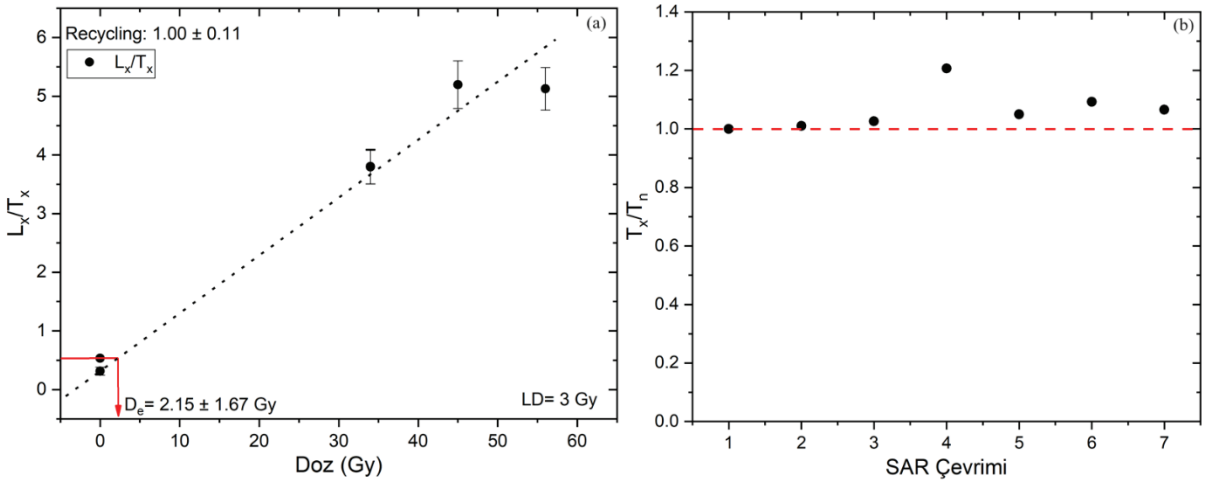 (a)
Recycling: 1.00 ± 0.11
Lx/Tx
6
5
4
3
2
1
0
Lx/Tx
De= 2.15 ± 1.67 Gy
LD= 3 Gy
0 10 20 30 40 50 60
Doz (Gy)
(b)
1.4
1.2
1.0
0.8
0.6
0.4
0.2
0.0
Tx/Tn
1 2 3 4 5 6 7
SAR Çevrimi